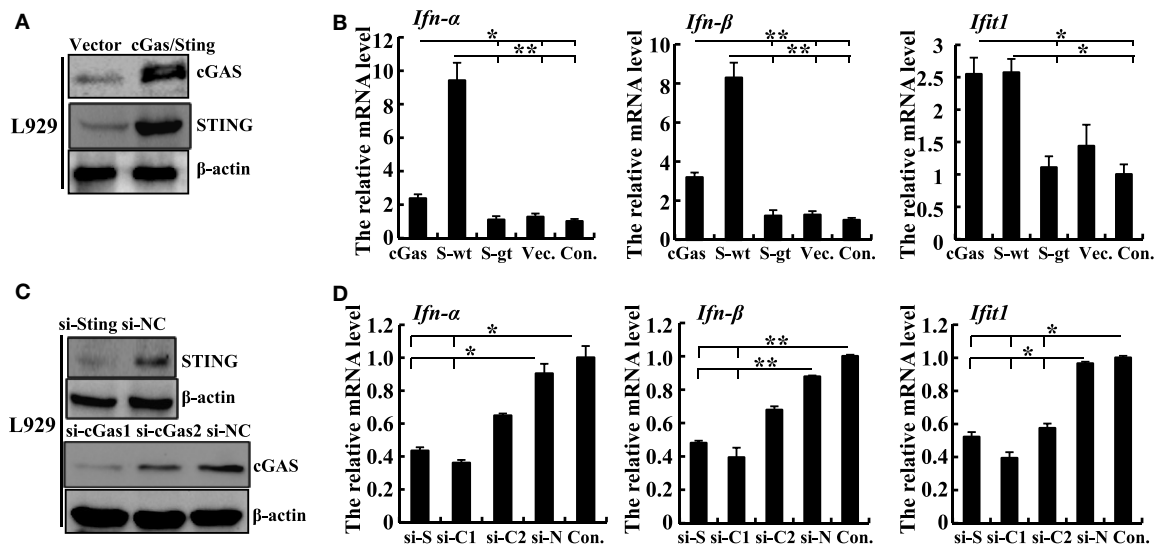 A
Vector cGas/Sting
cGAS
L929
STING
β-actin
B
Ifn-α
The relative mRNA level
*
**
12
10
8
6
4
2
0
cGas S-wt S-gt Vec. Con.
Ifn-β
The relative mRNA level
**
**
10
8
6
4
2
0
cGas S-wt S-gt Vec. Con.
Ifit1
The relative mRNA level
*
*
3
2.5
2
1.5
1
0.5
0
cGas S-wt S-gt Vec. Con.
C
si-Sting si-NC
STING
β-actin
L929
si-cGas1 si-cGas2 si-NC
cGAS
β-actin
D
Ifn-α
The relative mRNA level
*
*
1.2
1.0
0.8
0.6
0.4
0.2
0
si-S si-C1 si-C2 si-N Con.
Ifn-β
The relative mRNA level
**
**
1.2
1.0
0.8
0.6
0.4
0.2
0
si-S si-C1 si-C2 si-N Con.
Ifit1
The relative mRNA level
*
*
1.2
1.0
0.8
0.6
0.4
0.2
0
si-S si-C1 si-C2 si-N Con.